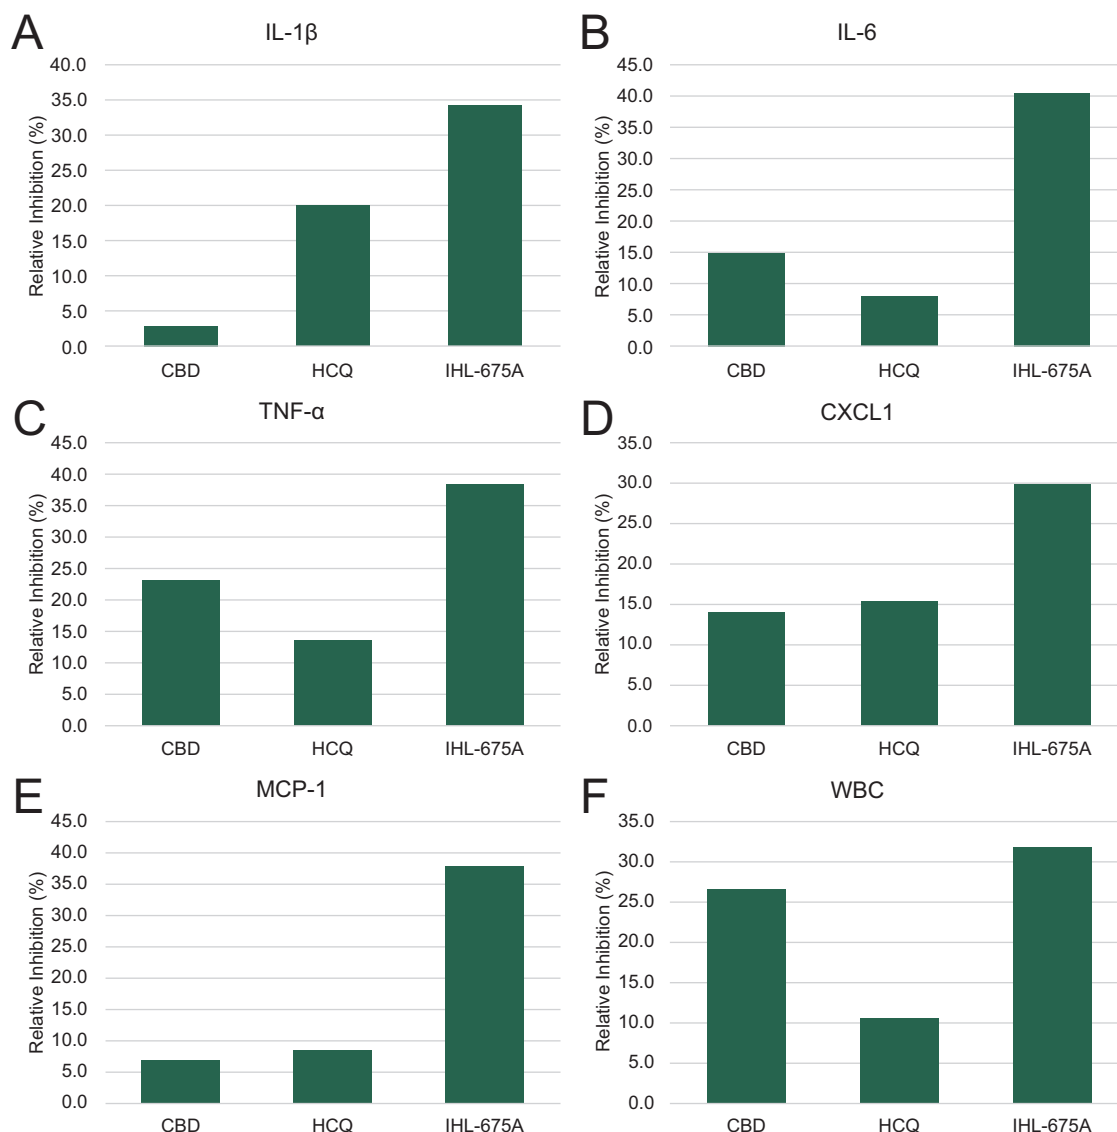 A
IL-1β
Relative Inhibition (%)
40.0
35.0
30.0
25.0
20.0
15.0
10.0
5.0
0.0
CBD
HCQ
IHL-675A
B
IL-6
Relative Inhibition (%)
45.0
40.0
35.0
30.0
25.0
20.0
15.0
10.0
5.0
0.0
CBD
HCQ
IHL-675A
C
TNF-α
Relative Inhibition (%)
45.0
40.0
35.0
30.0
25.0
20.0
15.0
10.0
5.0
0.0
CBD
HCQ
IHL-675A
D
CXCL1
Relative Inhibition (%)
35.0
30.0
25.0
20.0
15.0
10.0
5.0
0.0
CBD
HCQ
IHL-675A
E
MCP-1
Relative Inhibition (%)
45.0
40.0
35.0
30.0
25.0
20.0
15.0
10.0
5.0
0.0
CBD
HCQ
IHL-675A
F
WBC
Relative Inhibition (%)
35.0
30.0
25.0
20.0
15.0
10.0
5.0
0.0
CBD
HCQ
IHL-675A